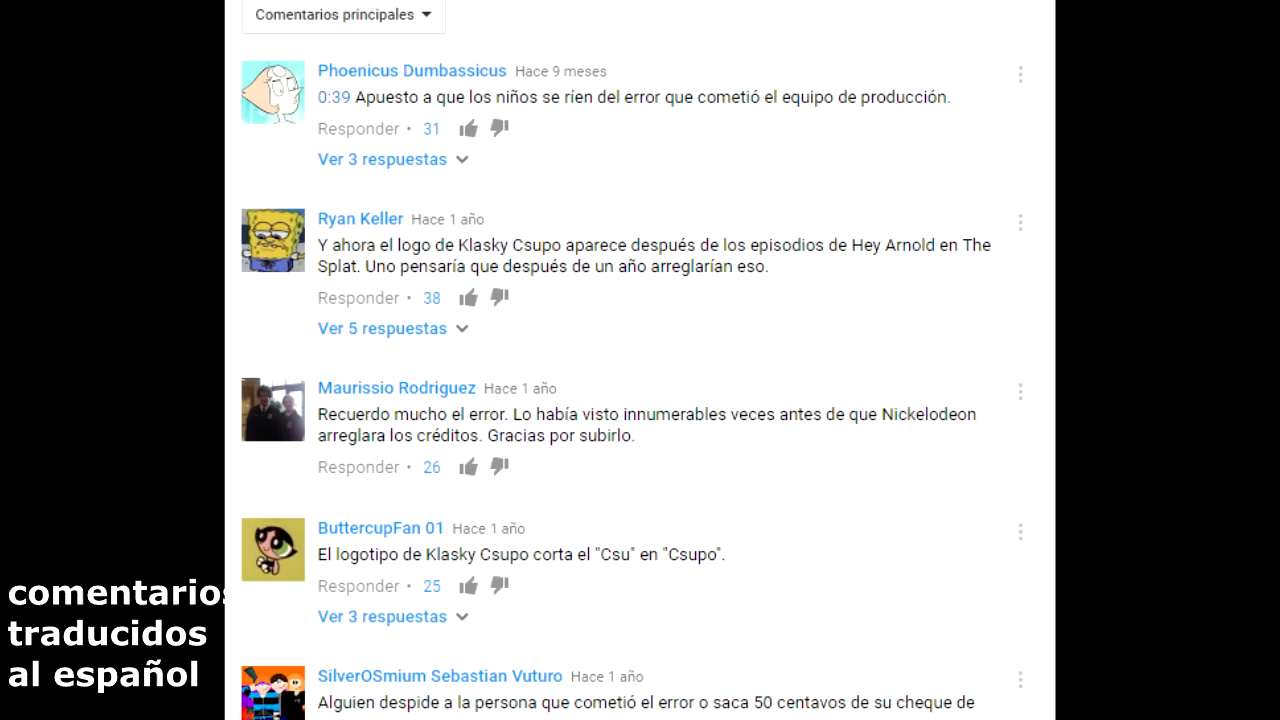 Comentarios principales
Phoenicus Dumbassicus Hace 9 meses
0:39 Apuesto a que los niños se ríen del error que cometió el equipo de producción.
Responder • 31
Ver 3 respuestas
Ryan Keller Hace 1 año
Y ahora el logo de Klasky Csupo aparece después de los episodios de Hey Arnold en The
Splat. Uno pensaría que después de un año arreglarían eso.
Responder • 38
Ver 5 respuestas
Maurissio Rodriguez Hace 1 año
Recuerdo mucho el error. Lo había visto innumerables veces antes de que Nickelodeon
arreglara los créditos. Gracias por subirlo.
Responder • 26
ButtercupFan 01 Hace 1 año
El logotipo de Klasky Csupo corta el "Csu" en "Csupo".
Responder • 25
Ver 3 respuestas
SilverOSmium Sebastian Vuturo Hace 1 año
Alguien despide a la persona que cometió el error o saca 50 centavos de su cheque de
comentarios
traducidos
al español